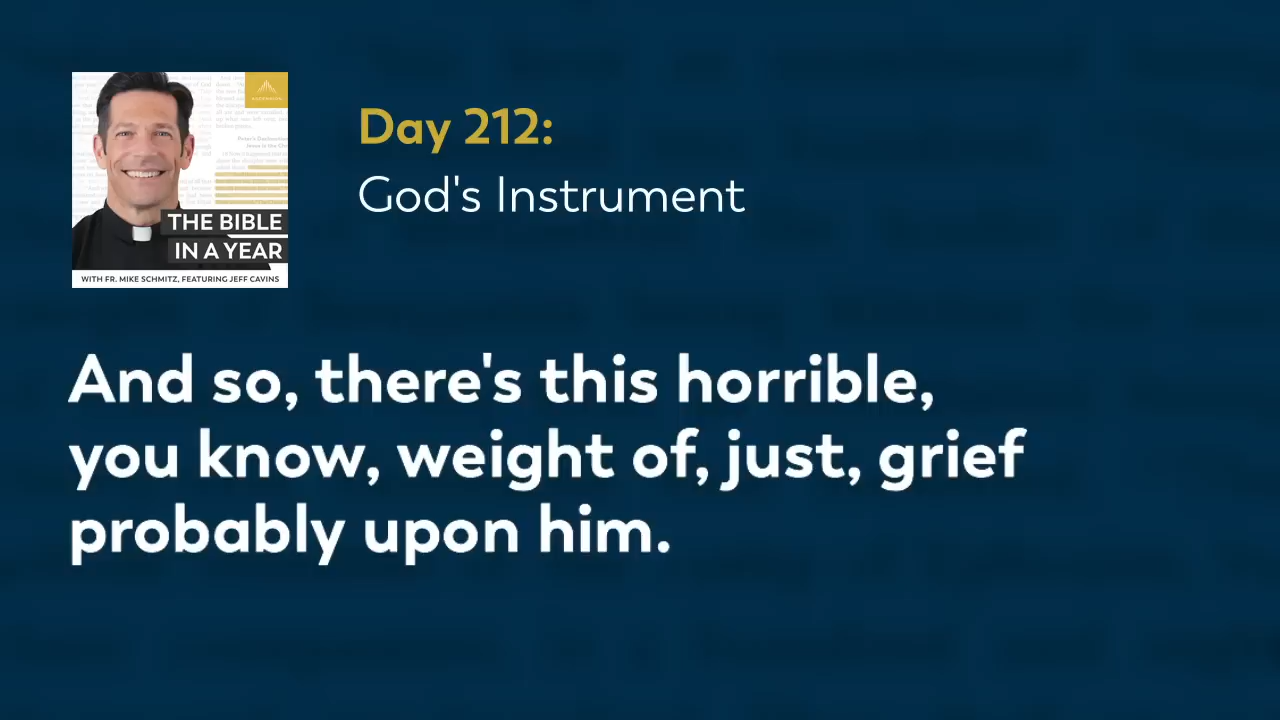 Day 212:
God's Instrument
THE BIBLE
IN A YEAR
WITH FR. MIKE SCHMITZ, FEATURING JEFF CAVINS
And so, there's this horrible,
you know, weight of, just, grief
probably upon him.